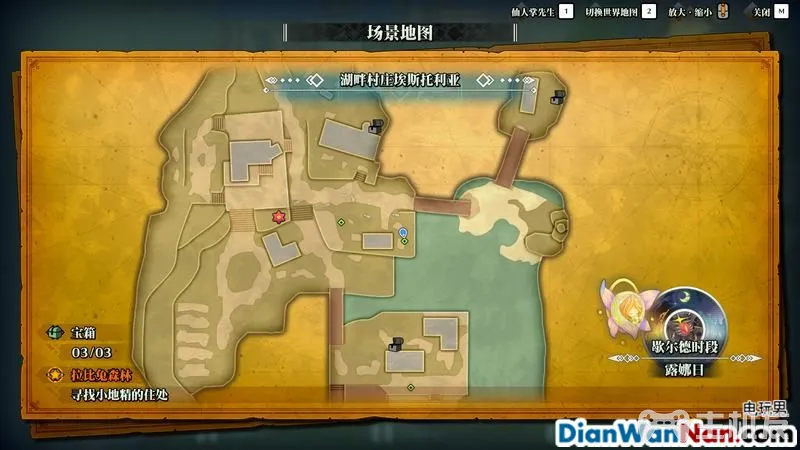 仙人掌先生 1 切换世界地图 2 放大·缩小 关闭 M
场景地图
湖畔村庄埃斯托利亚
宝箱
03/03
拉比兔森林
寻找小地精的住处
歇尔德时段
露娜日
电玩男
DianWanNan.com